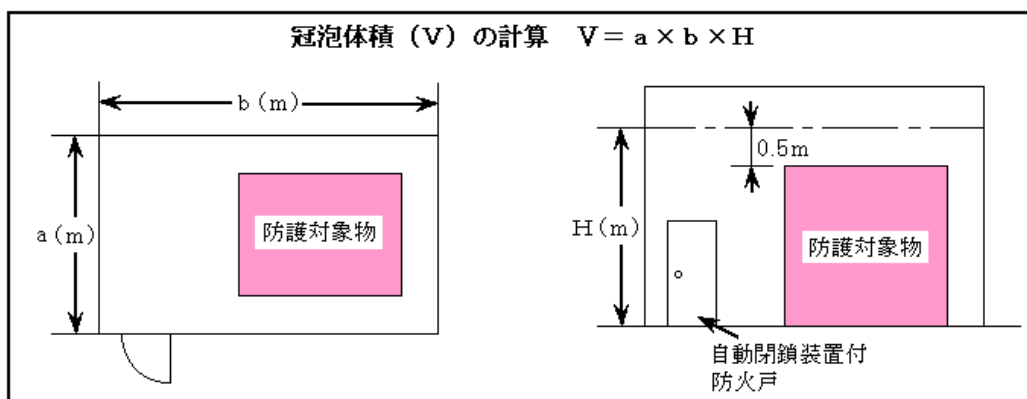 冠泡体積（Ｖ）の計算　Ｖ＝ａ×ｂ×Ｈ
ｂ（ｍ）
ａ（ｍ）
防護対象物
0.5ｍ
Ｈ（ｍ）
防護対象物
自動閉鎖装置付
防火戸